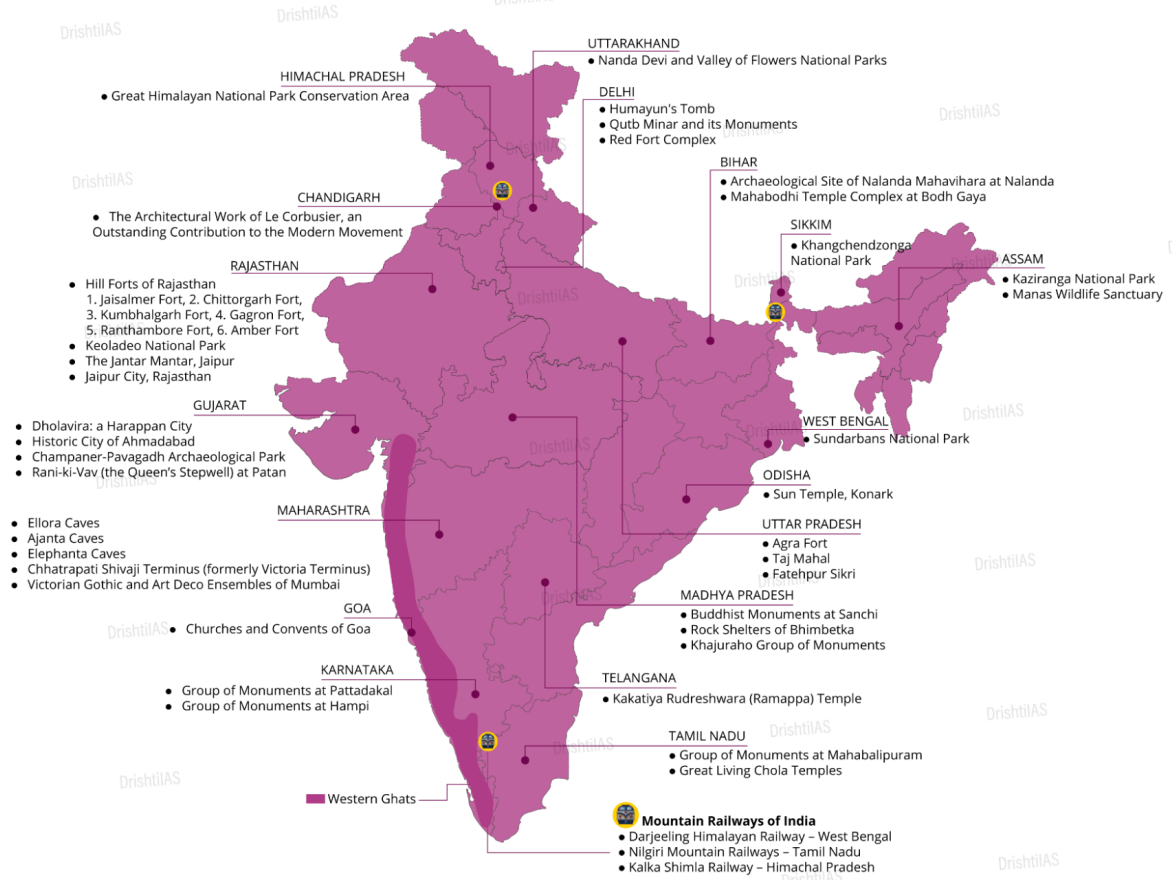 UTTARAKHAND
● Nanda Devi and Valley of Flowers National Parks
HIMACHAL PRADESH
● Great Himalayan National Park Conservation Area
DELHI
● Humayun's Tomb
● Qutb Minar and its Monuments
● Red Fort Complex
BIHAR
● Archaeological Site of Nalanda Mahavihara at Nalanda
● Mahabodhi Temple Complex at Bodh Gaya
CHANDIGARH
● The Architectural Work of Le Corbusier, an
Outstanding Contribution to the Modern Movement
SIKKIM
● Khangchendzonga
National Park
ASSAM
● Kaziranga National Park
● Manas Wildlife Sanctuary
RAJASTHAN
● Hill Forts of Rajasthan
1. Jaisalmer Fort, 2. Chittorgarh Fort,
3. Kumbhalgarh Fort, 4. Gagron Fort,
5. Ranthambore Fort, 6. Amber Fort
● Keoladeo National Park
● The Jantar Mantar, Jaipur
● Jaipur City, Rajasthan
GUJARAT
● Dholavira: a Harappan City
● Historic City of Ahmadabad
● Champaner-Pavagadh Archaeological Park
● Rani-ki-Vav (the Queen's Stepwell) at Patan
WEST BENGAL
● Sundarbans National Park
ODISHA
● Sun Temple, Konark
MAHARASHTRA
● Ellora Caves
● Ajanta Caves
● Elephanta Caves
● Chhatrapati Shivaji Terminus (formerly Victoria Terminus)
● Victorian Gothic and Art Deco Ensembles of Mumbai
UTTAR PRADESH
● Agra Fort
● Taj Mahal
● Fatehpur Sikri
MADHYA PRADESH
● Buddhist Monuments at Sanchi
● Rock Shelters of Bhimbetka
● Khajuraho Group of Monuments
GOA
● Churches and Convents of Goa
KARNATAKA
● Group of Monuments at Pattadakal
● Group of Monuments at Hampi
TELANGANA
● Kakatiya Rudreshwara (Ramappa) Temple
TAMIL NADU
● Group of Monuments at Mahabalipuram
● Great Living Chola Temples
Western Ghats
Mountain Railways of India
● Darjeeling Himalayan Railway – West Bengal
● Nilgiri Mountain Railways – Tamil Nadu
● Kalka Shimla Railway – Himachal Pradesh
DrishtiIAS